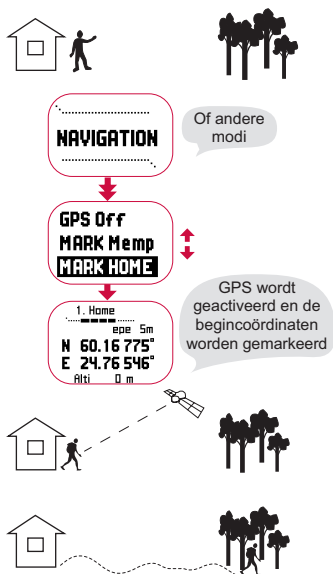 NAVIGATION
Of andere
modi
GPS Off
MARK Memp
MARK HOME
1. Home
epe 5m
N 60.16 775°
E 24.76 546°
Alti 0 m
GPS wordt
geactiveerd en de
begincoördinaten
worden gemarkeerd